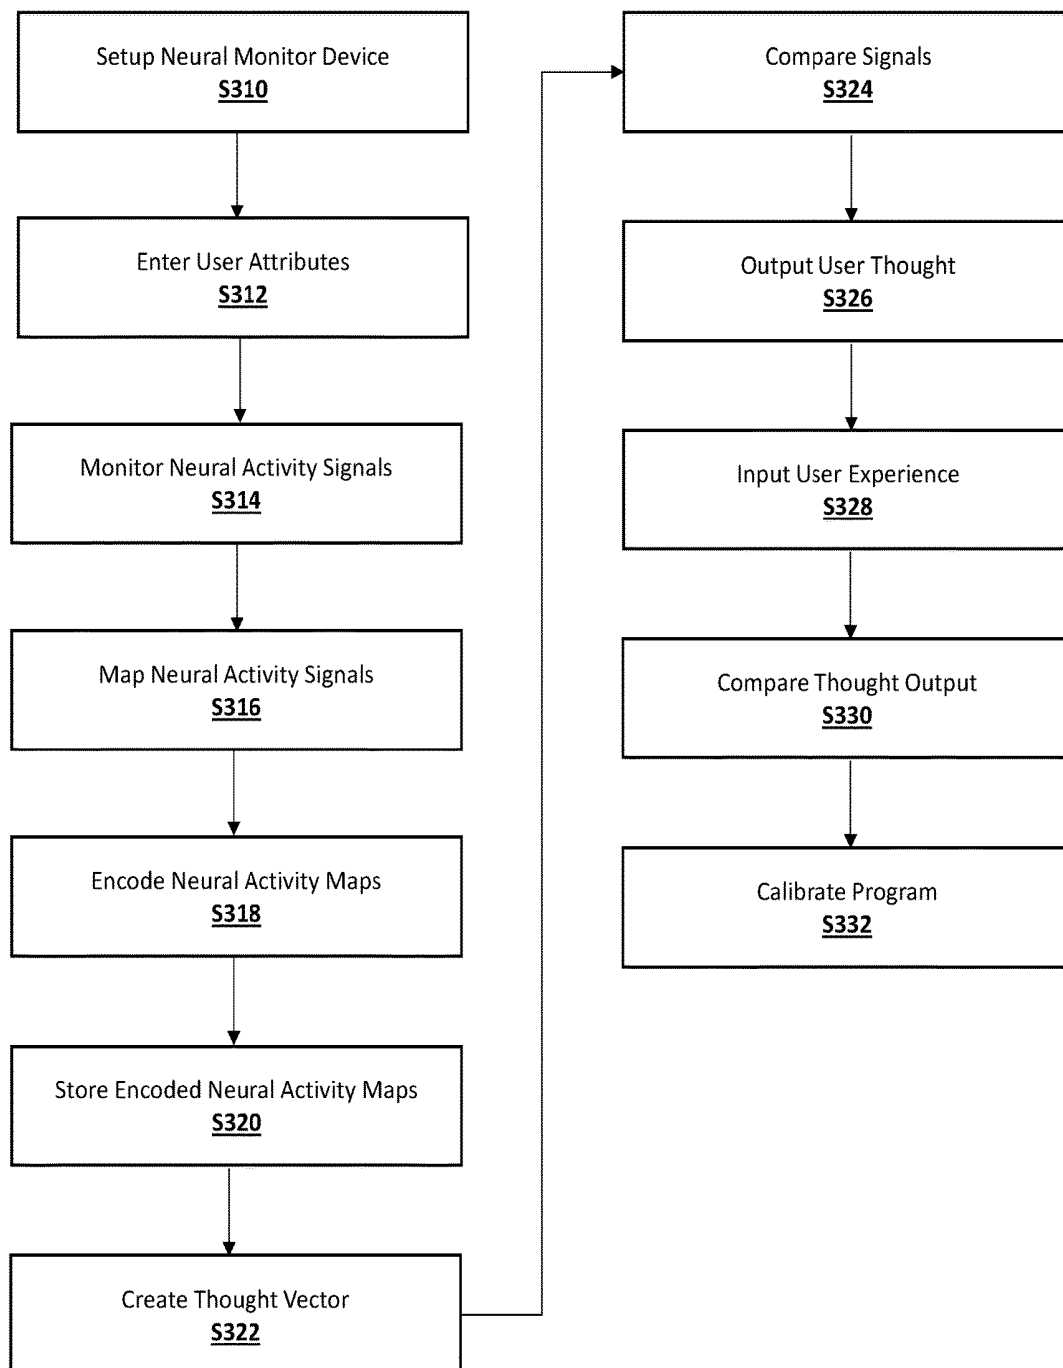 Setup Neural Monitor Device
S310
Enter User Attributes
S312
Monitor Neural Activity Signals
S314
Map Neural Activity Signals
S316
Encode Neural Activity Maps
S318
Store Encoded Neural Activity Maps
S320
Create Thought Vector
S322
Compare Signals
S324
Output User Thought
S326
Input User Experience
S328
Compare Thought Output
S330
Calibrate Program
S332